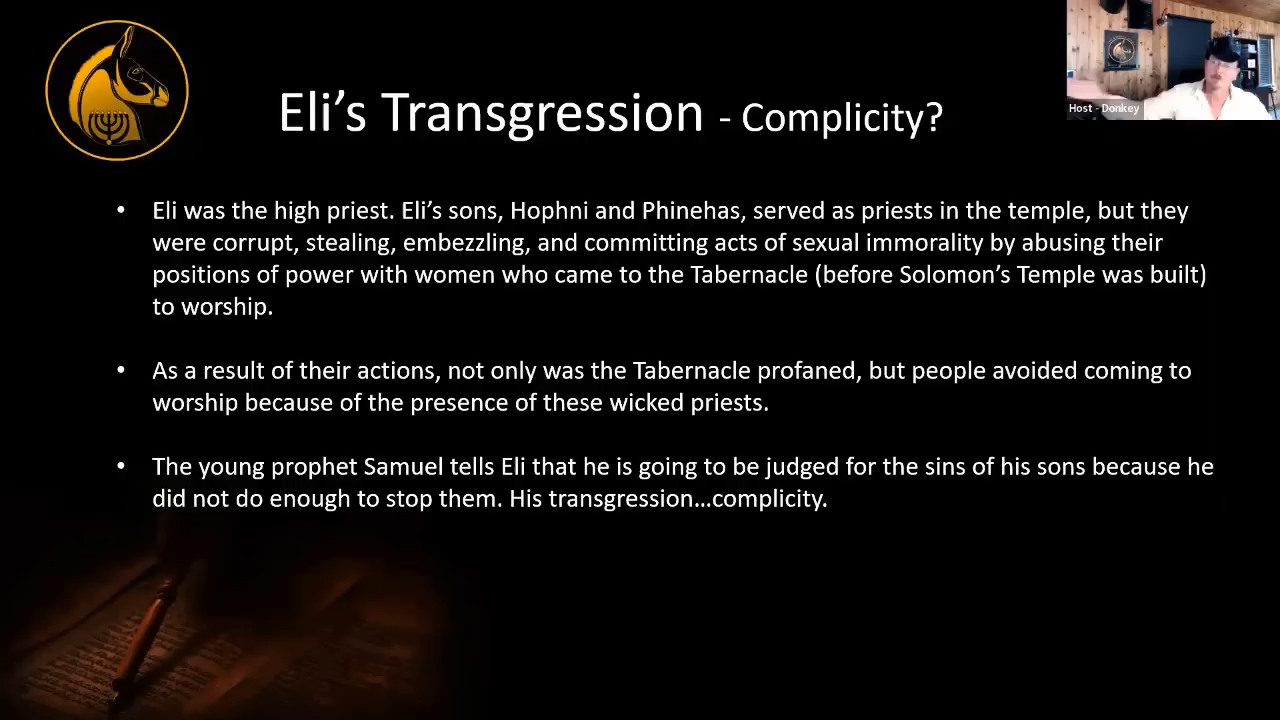 Eli's Transgression - Complicity?
Host - Donkey
• Eli was the high priest. Eli's sons, Hophni and Phinehas, served as priests in the temple, but they
were corrupt, stealing, embezzling, and committing acts of sexual immorality by abusing their
positions of power with women who came to the Tabernacle (before Solomon's Temple was built)
to worship.
• As a result of their actions, not only was the Tabernacle profaned, but people avoided coming to
worship because of the presence of these wicked priests.
• The young prophet Samuel tells Eli that he is going to be judged for the sins of his sons because he
did not do enough to stop them. His transgression...complicity.